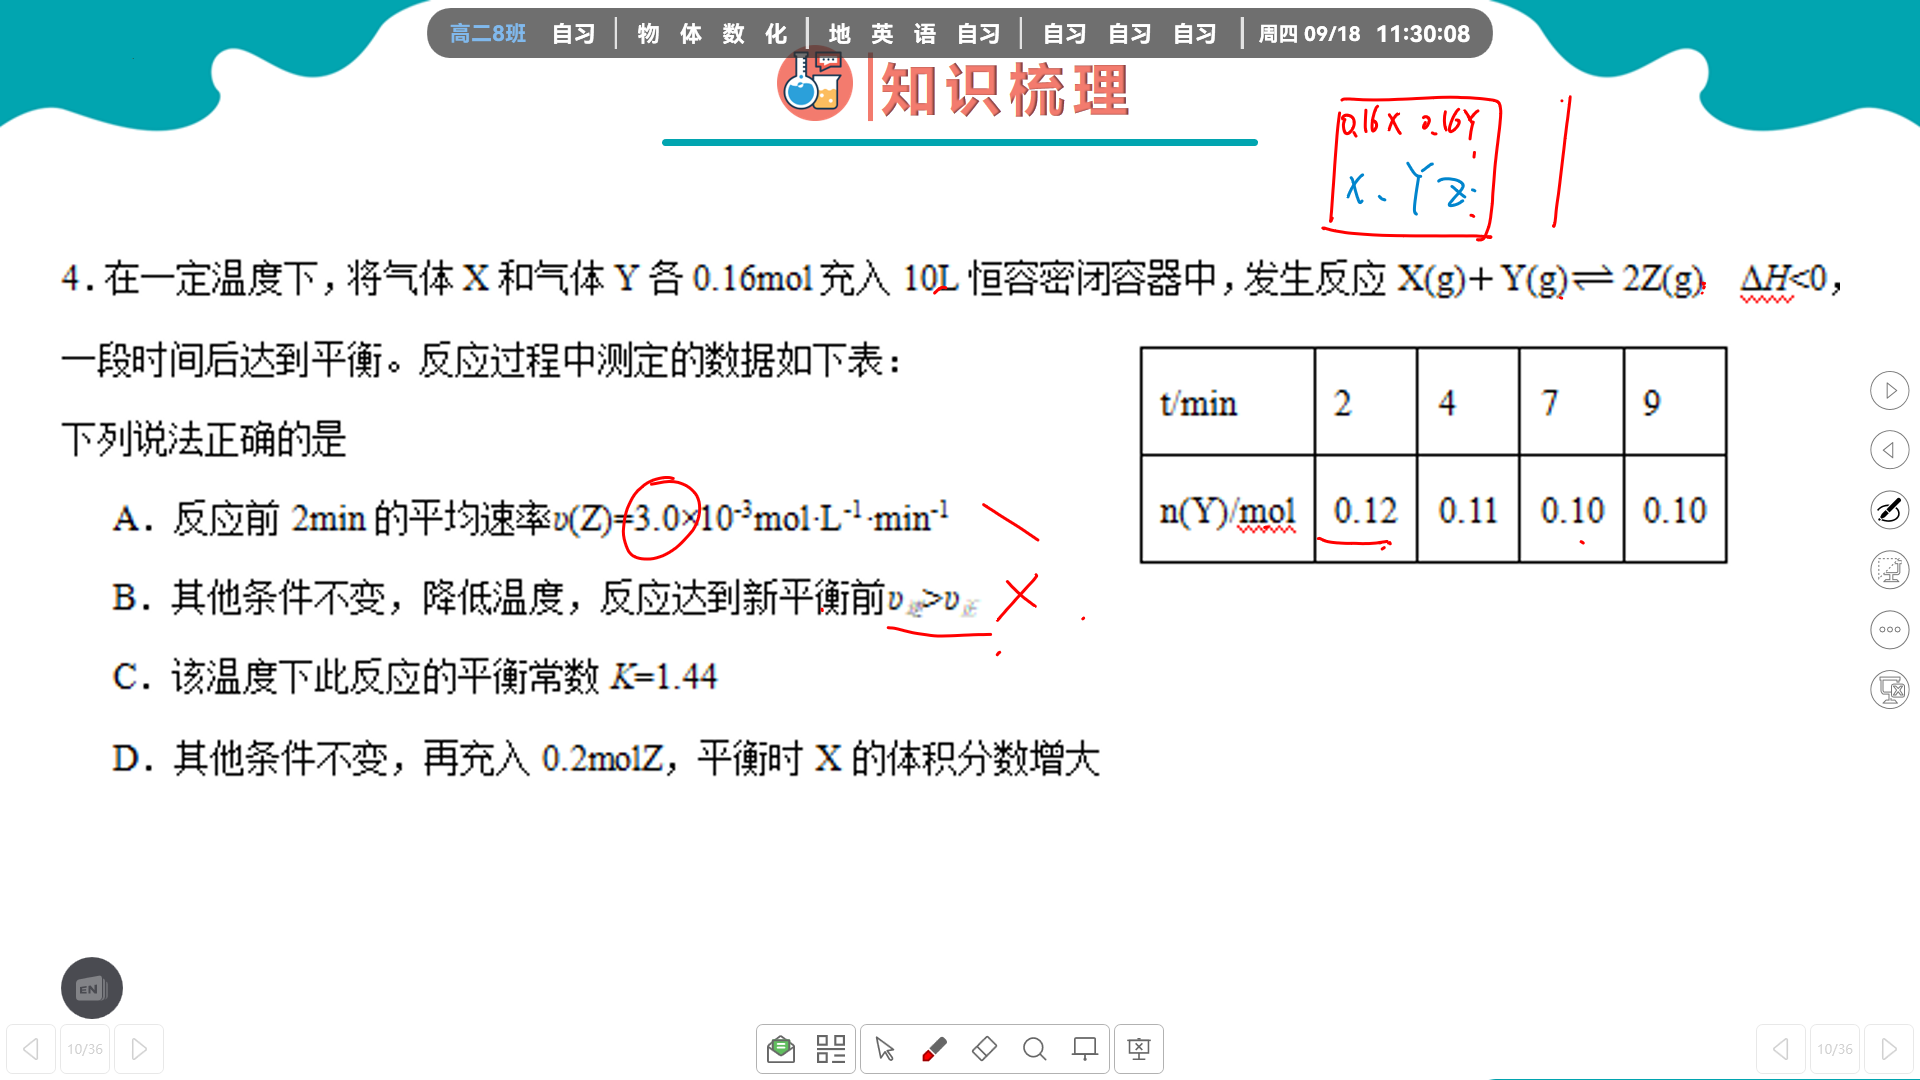 高二8班 自习 | 物 体 数 化 | 地 英 语 自习 | 自习 自习 自习 | 周四 09/18 11:30:08
知识梳理
0.16X 0.16Y
X、Y Z
4.在一定温度下,将气体 X 和气体 Y 各 0.16mol 充入 10L 恒容密闭容器中,发生反应 X(g)+ Y(g)⇌ 2Z(g) ΔH<0,
一段时间后达到平衡。反应过程中测定的数据如下表:
t/min 2 4 7 9
n(Y)/mol 0.12 0.11 0.10 0.10
下列说法正确的是
A. 反应前 2min 的平均速率υ(Z)=3.0×10⁻³mol·L⁻¹·min⁻¹
B. 其他条件不变,降低温度,反应达到新平衡前υ逆>υ正
C. 该温度下此反应的平衡常数 K=1.44
D. 其他条件不变,再充入 0.2molZ,平衡时 X 的体积分数增大
EN
10/36 10/36